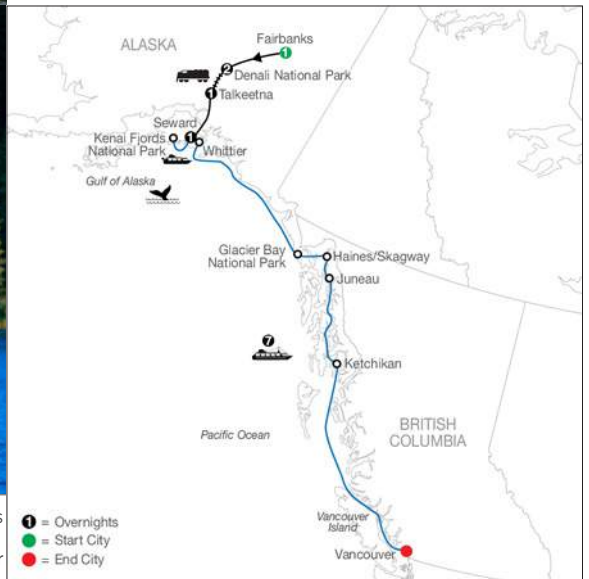 ALASKA
Fairbanks
1
2
Denali National Park
1
Talkeetna
Seward
1
Kenai Fjords
National Park
Whittier
Gulf of Alaska
Glacier Bay
National Park
Haines/Skagway
Juneau
7
Ketchikan
Pacific Ocean
BRITISH
COLUMBIA
Vancouver
Island
Vancouver
1 = Overnights
= Start City
= End City